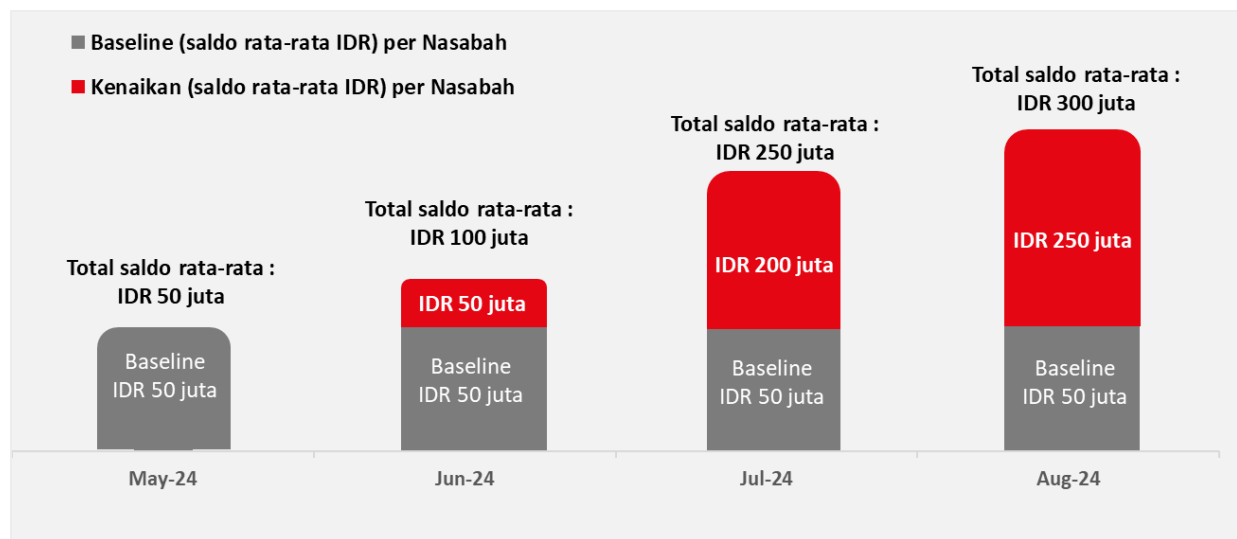 Baseline (saldo rata-rata IDR) per Nasabah
Kenaikan (saldo rata-rata IDR) per Nasabah
Total saldo rata-rata :
IDR 50 juta
Baseline
IDR 50 juta
May-24
Total saldo rata-rata :
IDR 100 juta
IDR 50 juta
Baseline
IDR 50 juta
Jun-24
Total saldo rata-rata :
IDR 250 juta
IDR 200 juta
Baseline
IDR 50 juta
Jul-24
Total saldo rata-rata :
IDR 300 juta
IDR 250 juta
Baseline
IDR 50 juta
Aug-24